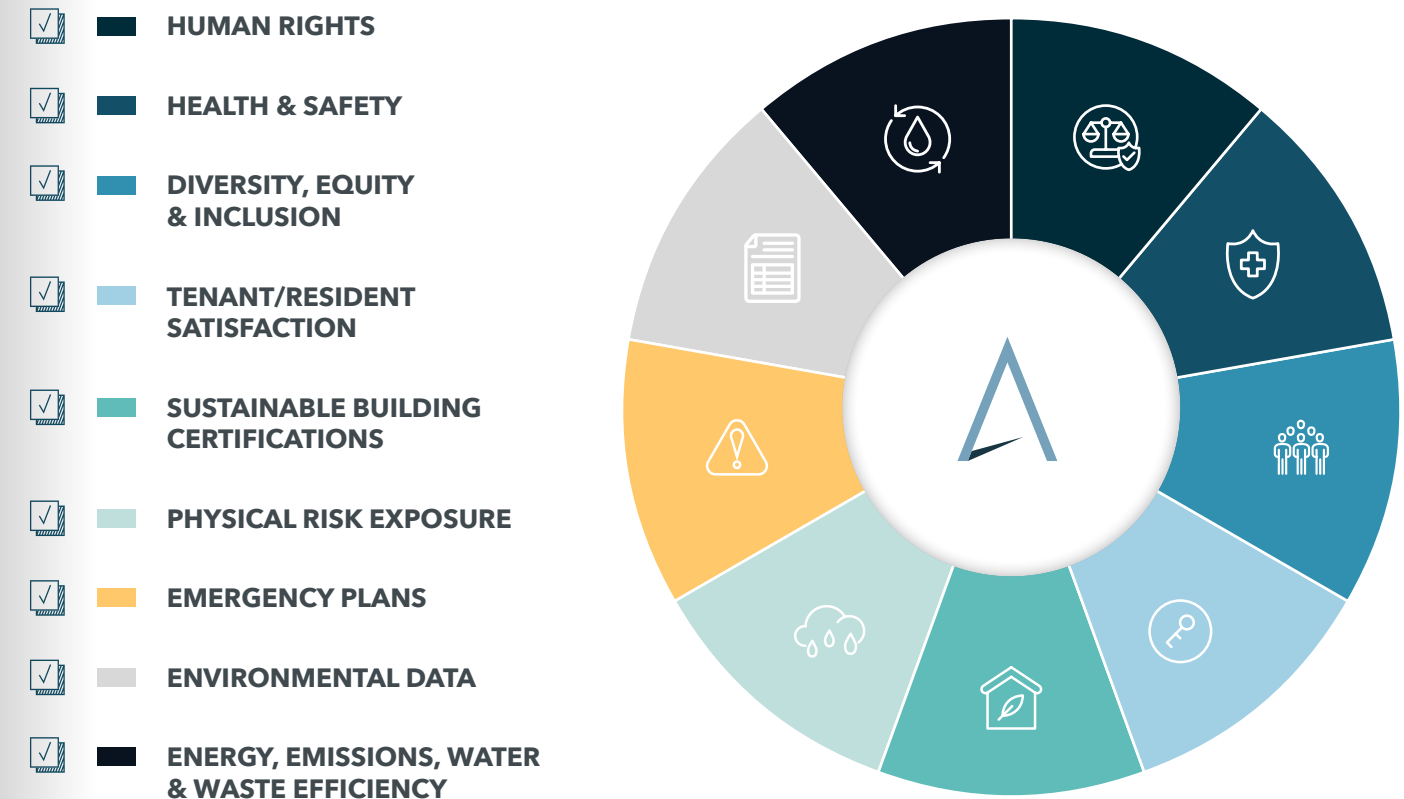 HUMAN RIGHTS
HEALTH & SAFETY
DIVERSITY, EQUITY
& INCLUSION
TENANT/RESIDENT
SATISFACTION
SUSTAINABLE BUILDING
CERTIFICATIONS
PHYSICAL RISK EXPOSURE
EMERGENCY PLANS
ENVIRONMENTAL DATA
ENERGY, EMISSIONS, WATER
& WASTE EFFICIENCY